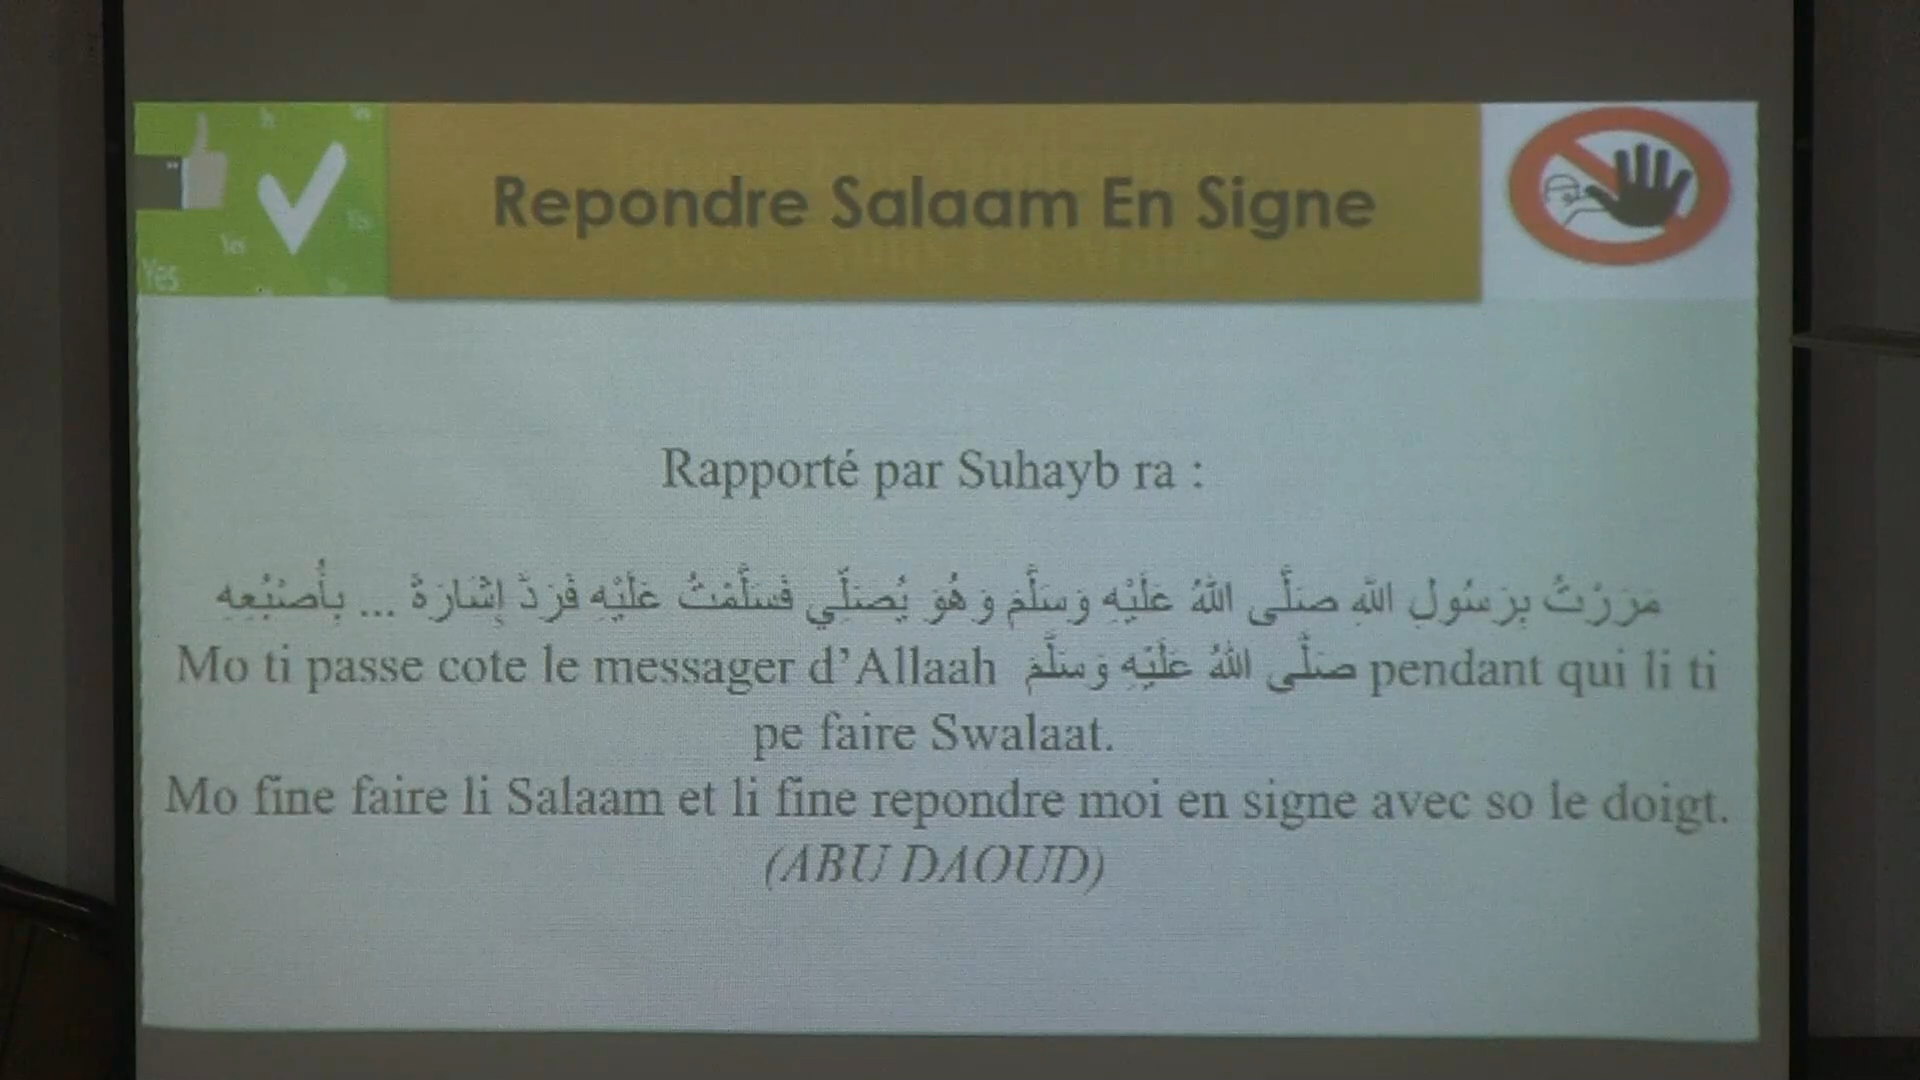 Repondre Salaam En Signe
Yes
Rapporté par Suhayb ra :
مَرَرْتُ بِرَسُولِ اللهِ صَلَّى اللهُ عَلَيْهِ وَسَلَّمَ وَهُوَ يُصَلِّي فَسَلَّمْتُ عَلَيْهِ فَرَدَّ إِشَارَةً ... بِأُصْبُعِهِ
Mo ti passe cote le messager d’Allaah صَلَّى اللهُ عَلَيْهِ وَسَلَّمَ pendant qui li ti
pe faire Swalaat.
Mo fine faire li Salaam et li fine repondre moi en signe avec so le doigt.
(ABU DAOUD)